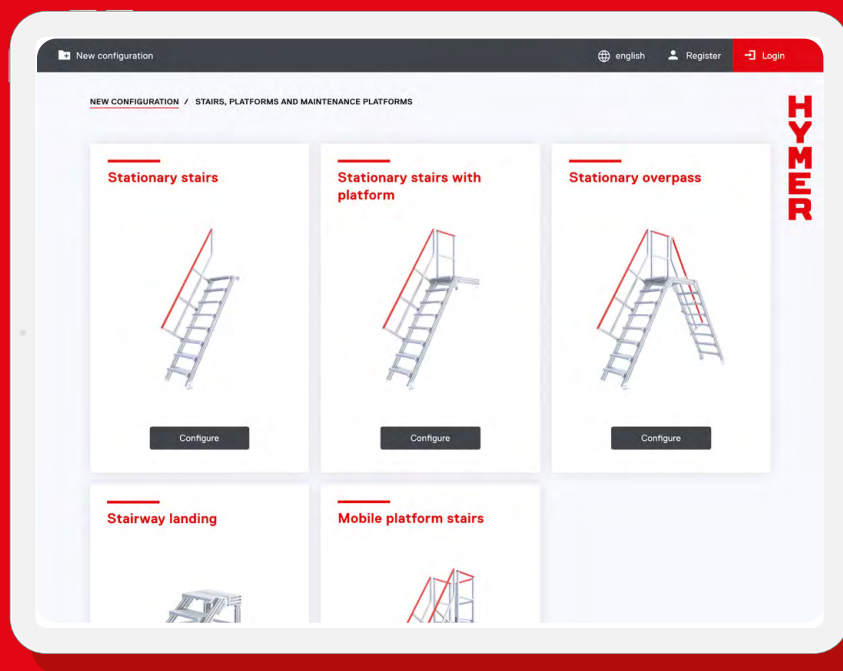 New configuration
english
Register
Login
NEW CONFIGURATION / STAIRS, PLATFORMS AND MAINTENANCE PLATFORMS
HYMER
Stationary stairs
Stationary stairs with
platform
Stationary overpass
Configure
Configure
Configure
Stairway landing
Mobile platform stairs